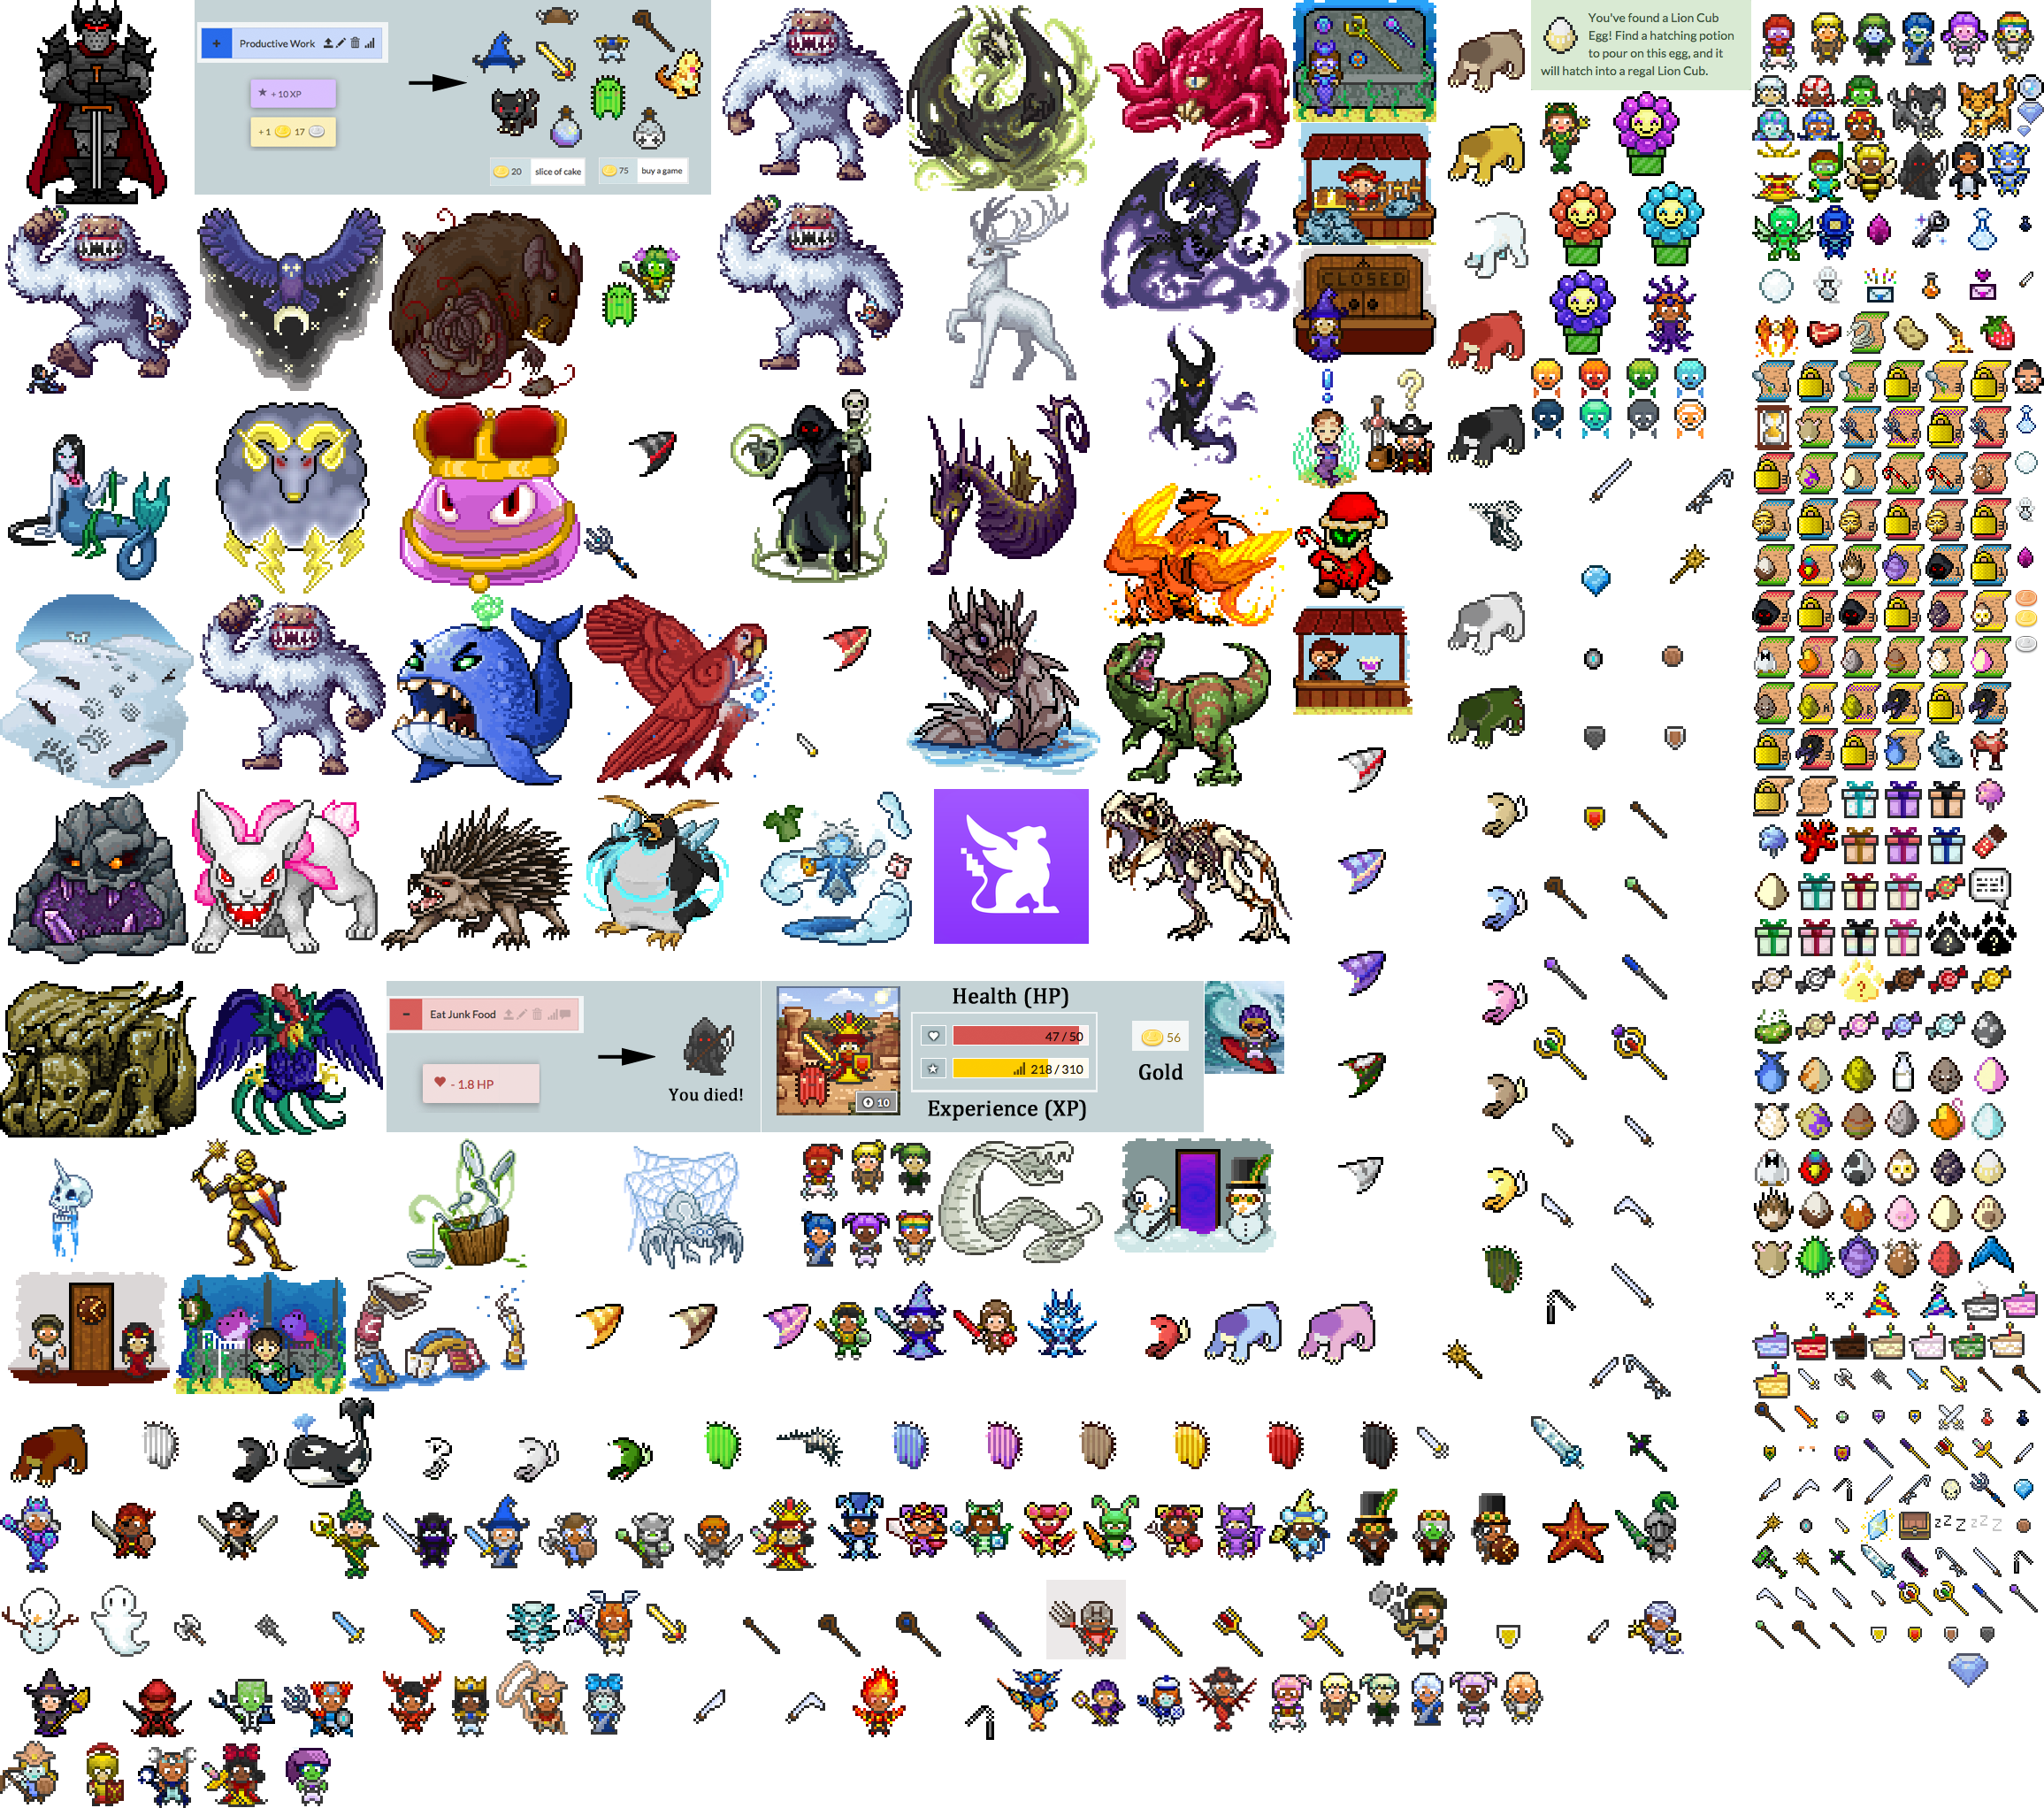 Productive Work
+ 10 XP
+ 1 17
20 slice of cake
75 buy a game
You've found a Lion Cub
Egg! Find a hatching potion
to pour on this egg, and it
will hatch into a regal Lion Cub.
CLOSED
!
?
Eat Junk Food
- 1.8 HP
You died!
Health (HP)
47 / 50
218 / 310
Experience (XP)
10
56
Gold